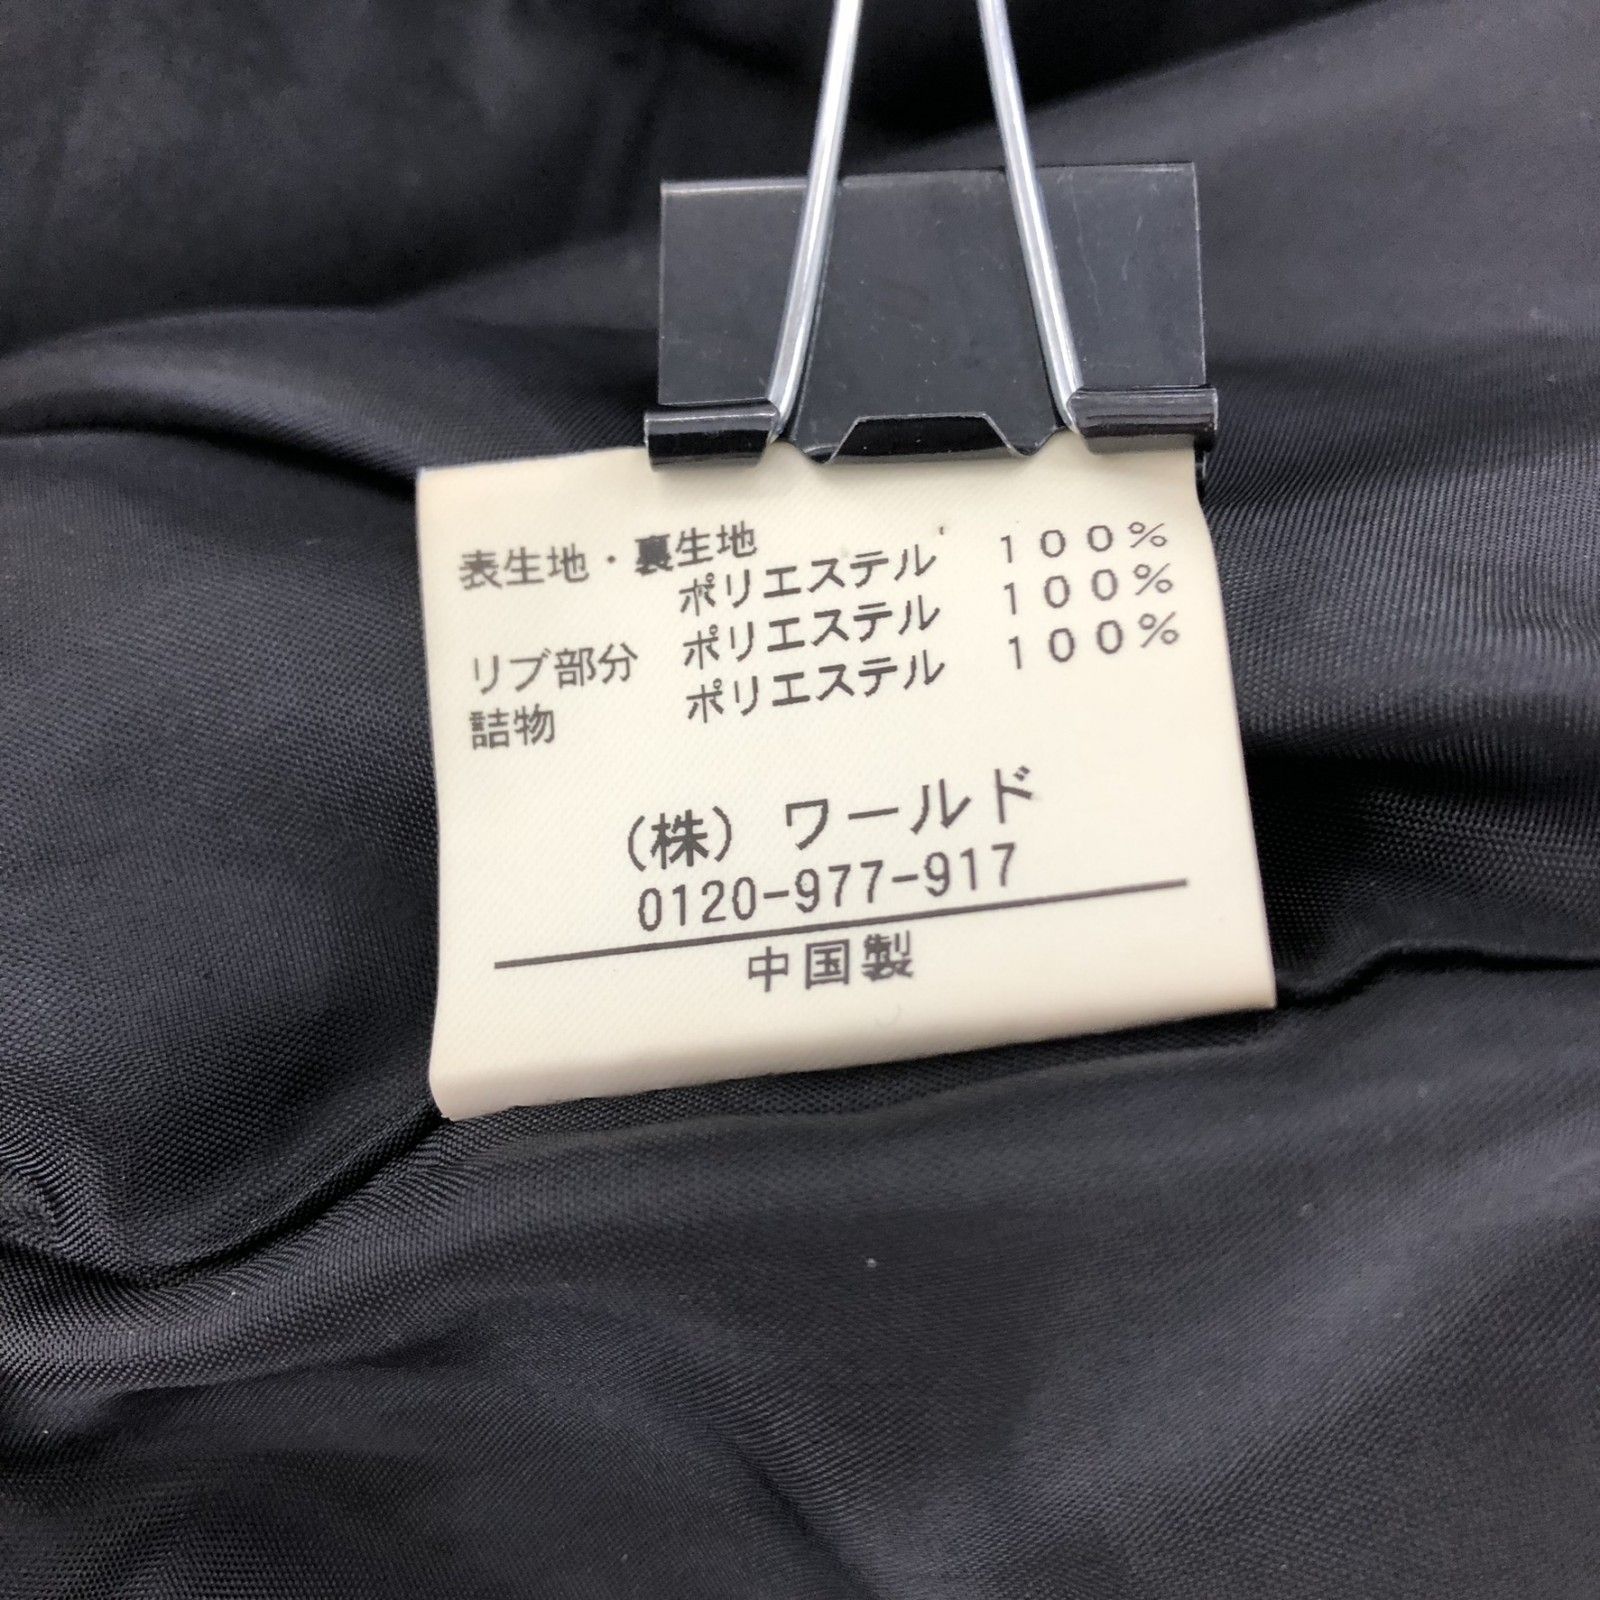 表生地・裏生地
ポリエステル 100%
リブ部分 ポリエステル 100%
詰物 ポリエステル 100%
(株) ワールド
0120-977-917
中国製